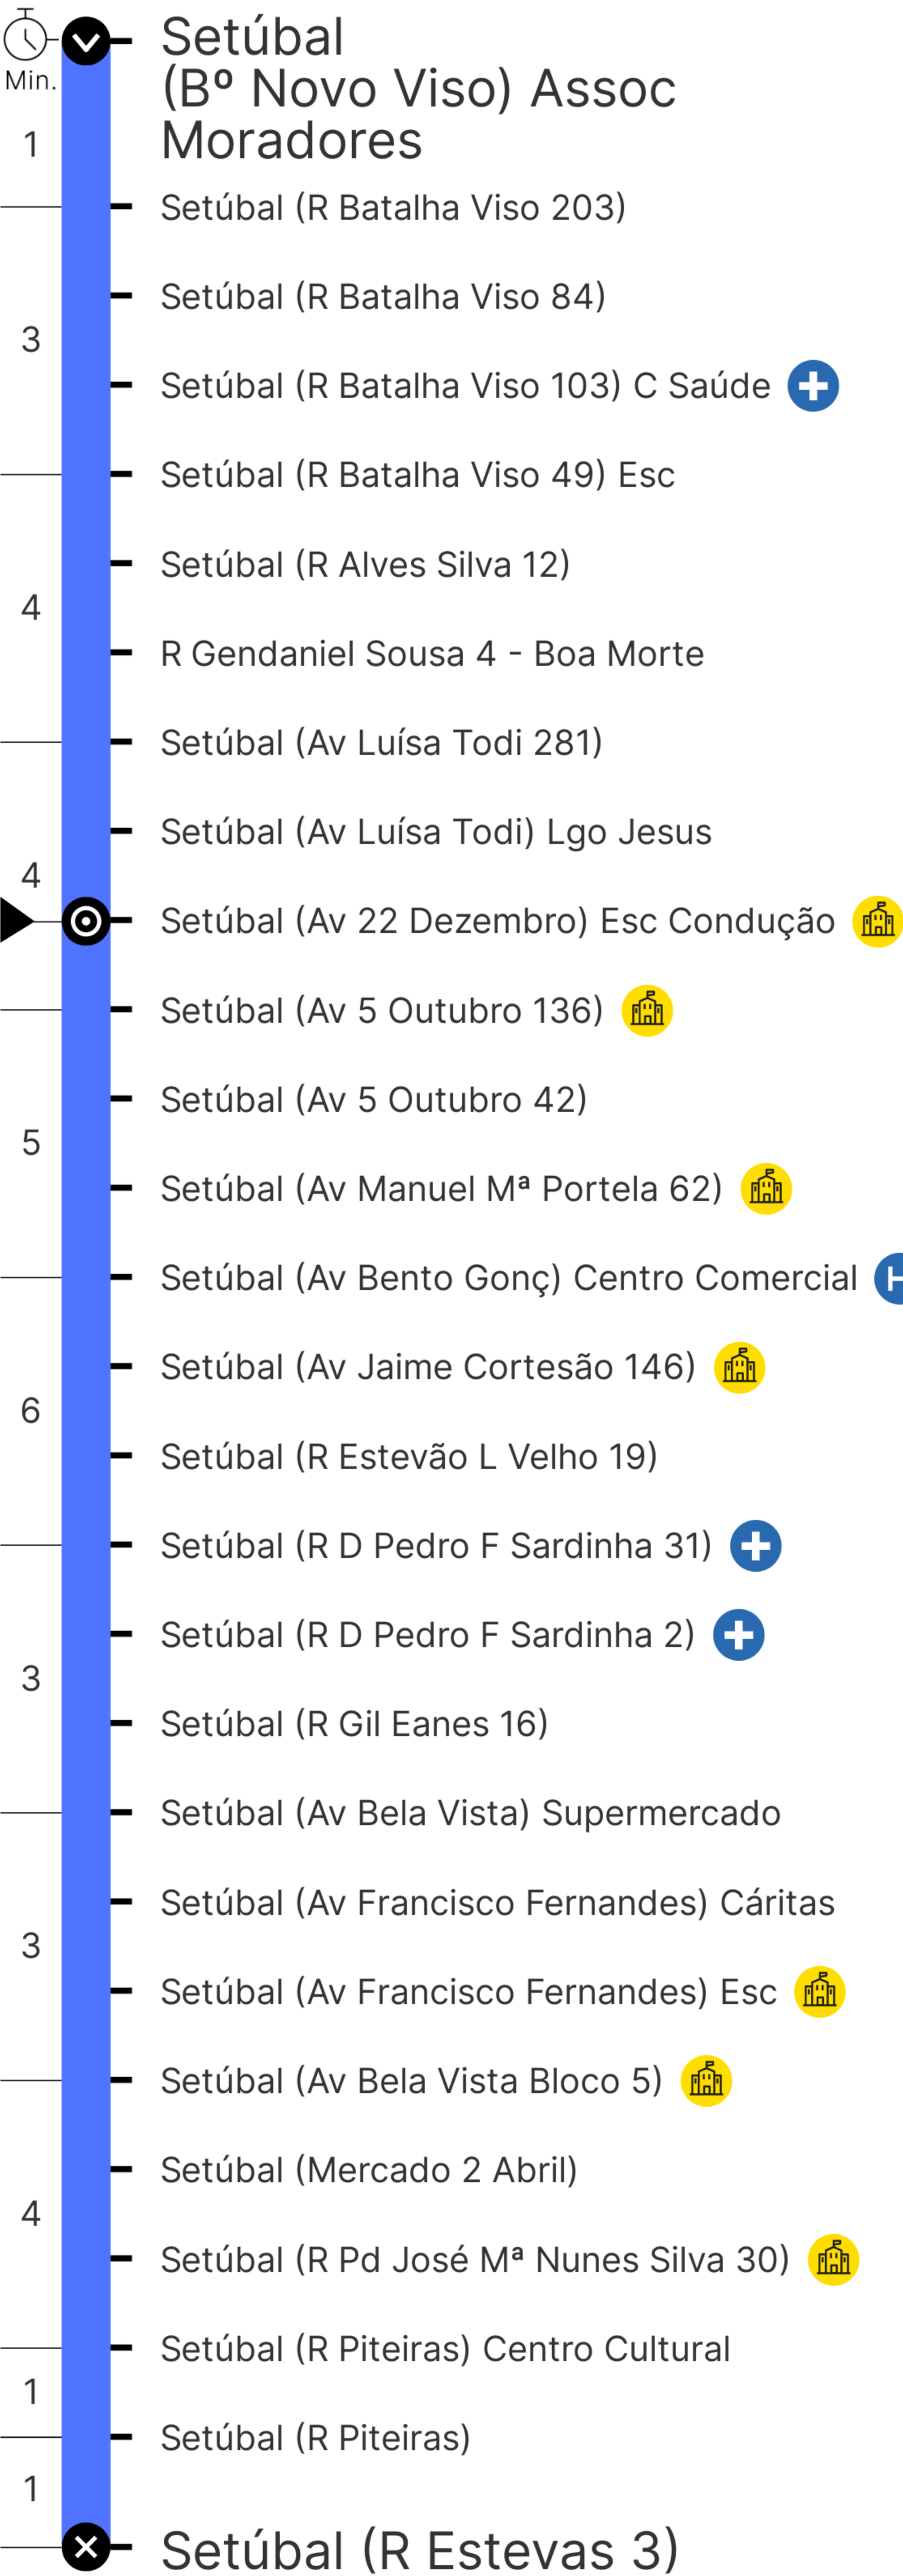 Min.
Setúbal
(Bº Novo Viso) Assoc
Moradores
1
Setúbal (R Batalha Viso 203)
Setúbal (R Batalha Viso 84)
3
Setúbal (R Batalha Viso 103) C Saúde
Setúbal (R Batalha Viso 49) Esc
Setúbal (R Alves Silva 12)
4
R Gendaniel Sousa 4 - Boa Morte
Setúbal (Av Luísa Todi 281)
Setúbal (Av Luísa Todi) Lgo Jesus
4
Setúbal (Av 22 Dezembro) Esc Condução
Setúbal (Av 5 Outubro 136)
Setúbal (Av 5 Outubro 42)
5
Setúbal (Av Manuel Mª Portela 62)
Setúbal (Av Bento Gonç) Centro Comercial H
Setúbal (Av Jaime Cortesão 146)
6
Setúbal (R Estevão L Velho 19)
Setúbal (R D Pedro F Sardinha 31)
Setúbal (R D Pedro F Sardinha 2)
3
Setúbal (R Gil Eanes 16)
Setúbal (Av Bela Vista) Supermercado
Setúbal (Av Francisco Fernandes) Cáritas
3
Setúbal (Av Francisco Fernandes) Esc
Setúbal (Av Bela Vista Bloco 5)
Setúbal (Mercado 2 Abril)
4
Setúbal (R Pd José Mª Nunes Silva 30)
Setúbal (R Piteiras) Centro Cultural
1
Setúbal (R Piteiras)
1
Setúbal (R Estevas 3)